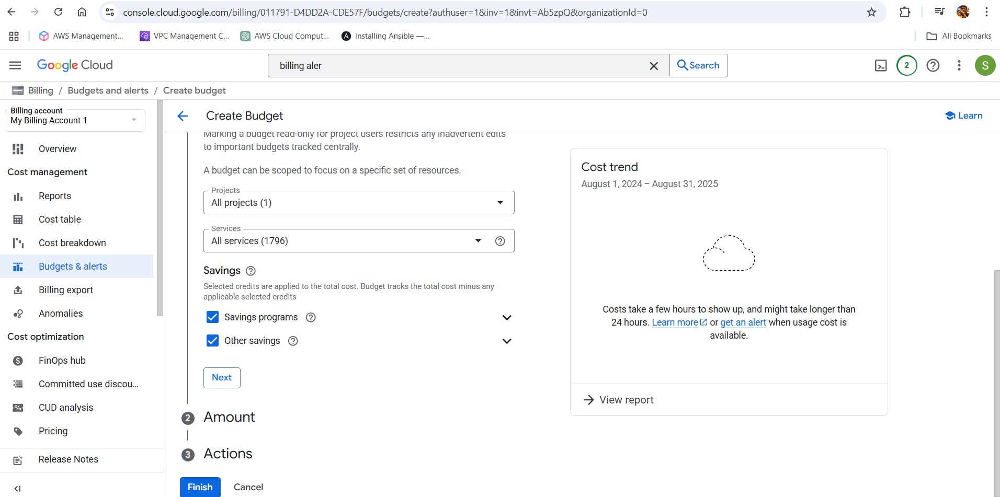 console.cloud.google.com/billing/011791-D4DD2A-CDE57F/budgets/create?authuser=1&inv=1&invt=Ab5zpQ&organizationId=0
AWS Management...
VPC Management C...
AWS Cloud Comput...
A
Installing Ansible —...
All Bookmarks
Google Cloud
billing aler
Search
2
S
Billing / Budgets and alerts / Create budget
Billing account
My Billing Account 1
Overview
Cost management
Reports
Cost table
Cost breakdown
Budgets & alerts
Billing export
Anomalies
Cost optimization
FinOps hub
Committed use discou...
CUD analysis
Pricing
Release Notes
Create Budget
Learn
Marking a budget read-only for project users restricts any inadvertent edits
to important budgets tracked centrally.
A budget can be scoped to focus on a specific set of resources.
Projects
All projects (1)
Services
All services (1796)
Savings
Selected credits are applied to the total cost. Budget tracks the total cost minus any
applicable selected credits
Savings programs
Other savings
Next
2 Amount
3 Actions
Finish
Cancel
Cost trend
August 1, 2024 – August 31, 2025
Costs take a few hours to show up, and might take longer than
24 hours. Learn more or get an alert when usage cost is
available.
View report